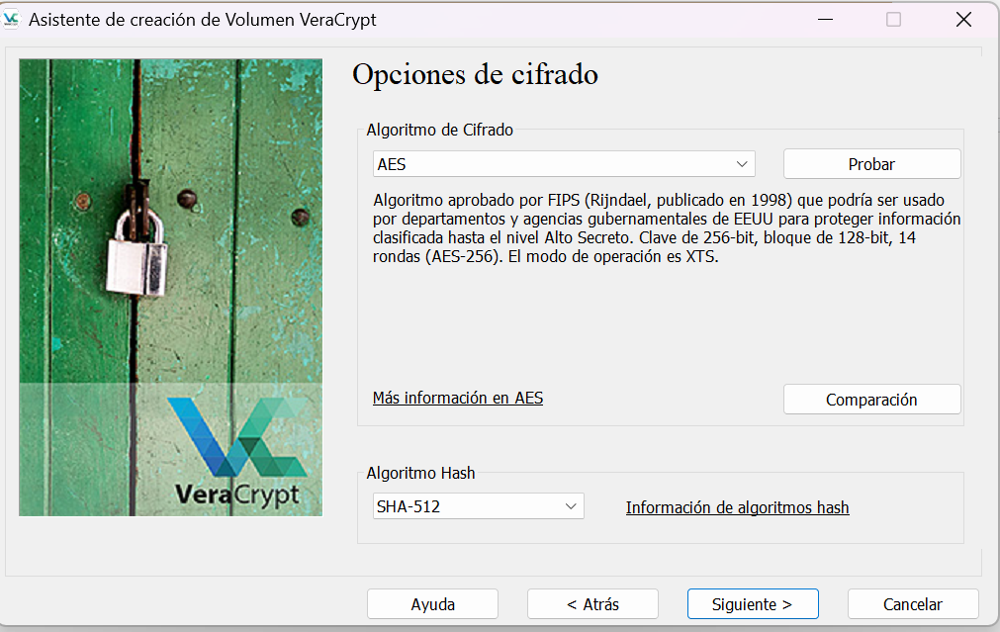 Asistente de creación de Volumen VeraCrypt
Opciones de cifrado
Algoritmo de Cifrado
AES
Probar
Algoritmo aprobado por FIPS (Rijndael, publicado en 1998) que podría ser usado
por departamentos y agencias gubernamentales de EEUU para proteger información
clasificada hasta el nivel Alto Secreto. Clave de 256-bit, bloque de 128-bit, 14
rondas (AES-256). El modo de operación es XTS.
Más información en AES
Comparación
VeraCrypt
Algoritmo Hash
SHA-512
Información de algoritmos hash
Ayuda
< Atrás
Siguiente >
Cancelar